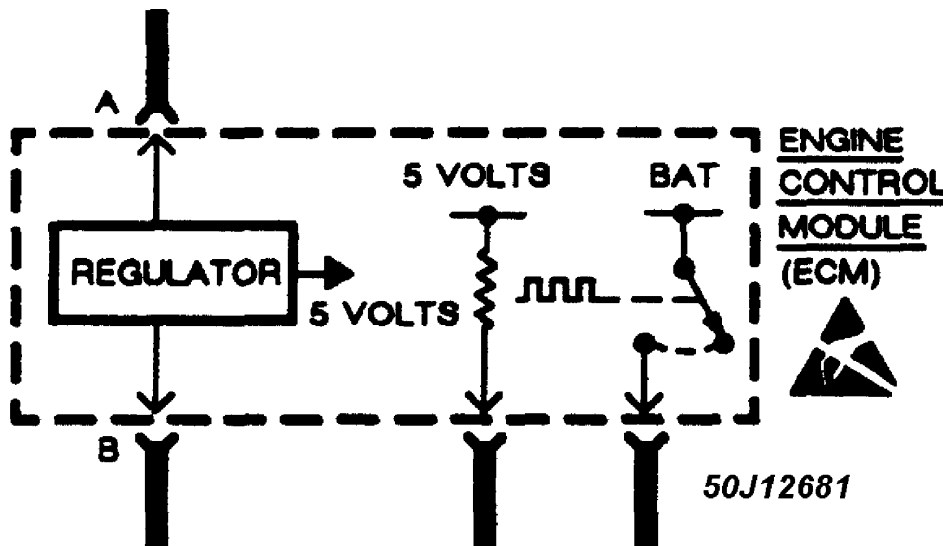 A
5 VOLTS
BAT
ENGINE
CONTROL
MODULE
(ECM)
REGULATOR
5 VOLTS
B
50J12681